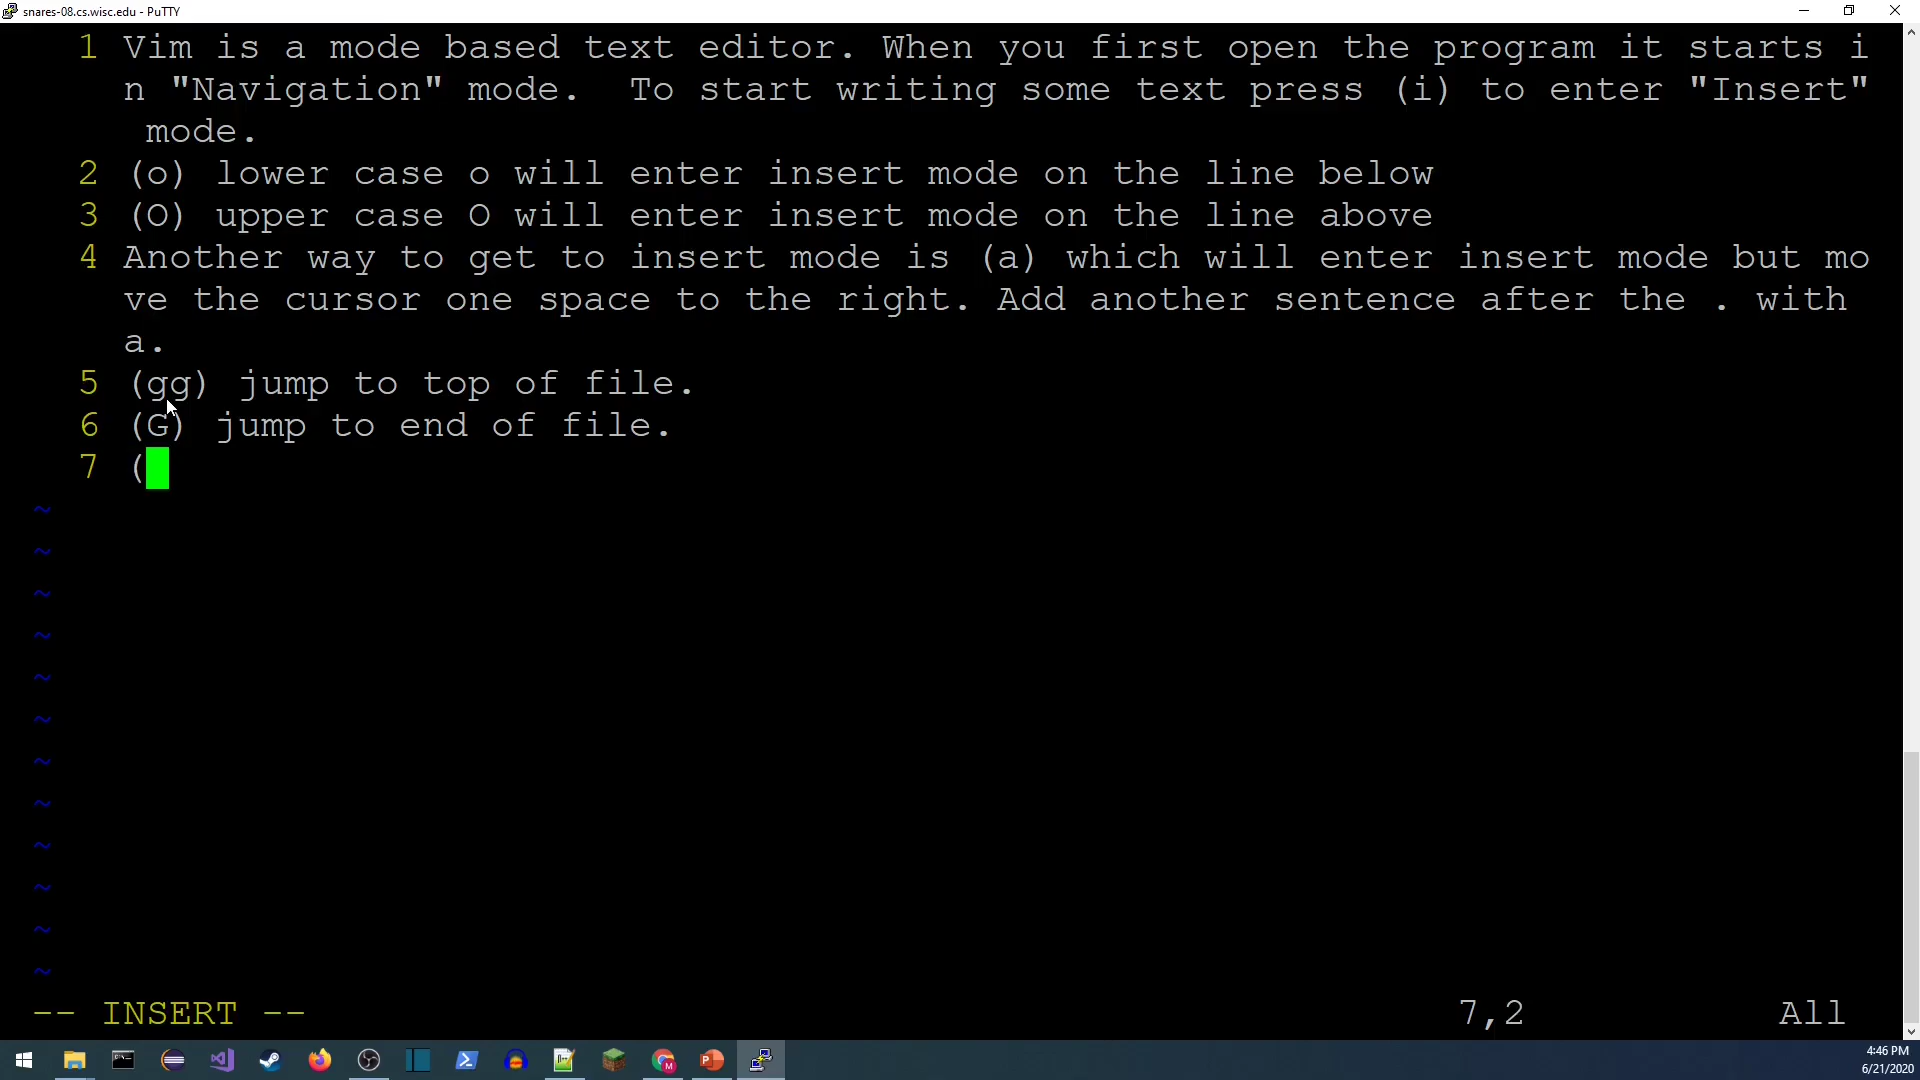 snares-08.cs.wisc.edu - PuTTY
1 Vim is a mode based text editor. When you first open the program it starts i
n "Navigation" mode.  To start writing some text press (i) to enter "Insert"
 mode.
2 (o) lower case o will enter insert mode on the line below
3 (O) upper case O will enter insert mode on the line above
4 Another way to get to insert mode is (a) which will enter insert mode but mo
ve the cursor one space to the right. Add another sentence after the . with
a.
5 (gg) jump to top of file.
6 (G) jump to end of file.
7 (
~
~
~
~
~
~
~
~
~
~
~
~
-- INSERT -- 7,2 All
4:46 PM
6/21/2020